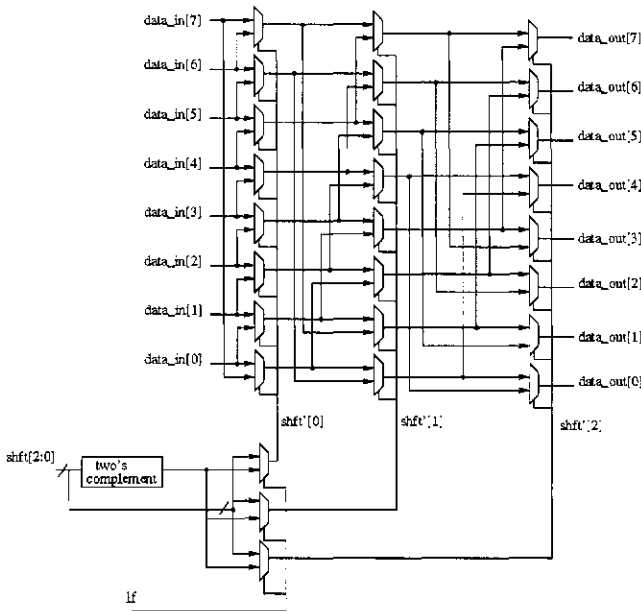 data_in[7]
data_out[7]
data_in[6]
data_out[6]
data_in[5]
data_out[5]
data_in[4]
data_out[4]
data_in[3]
data_out[3]
data_in[2]
data_out[2]
data_in[1]
data_out[1]
data_in[0]
data_out[0]
shft'[0]
shft'[1]
shft'[2]
shft[2:0]
two's
complement
lf